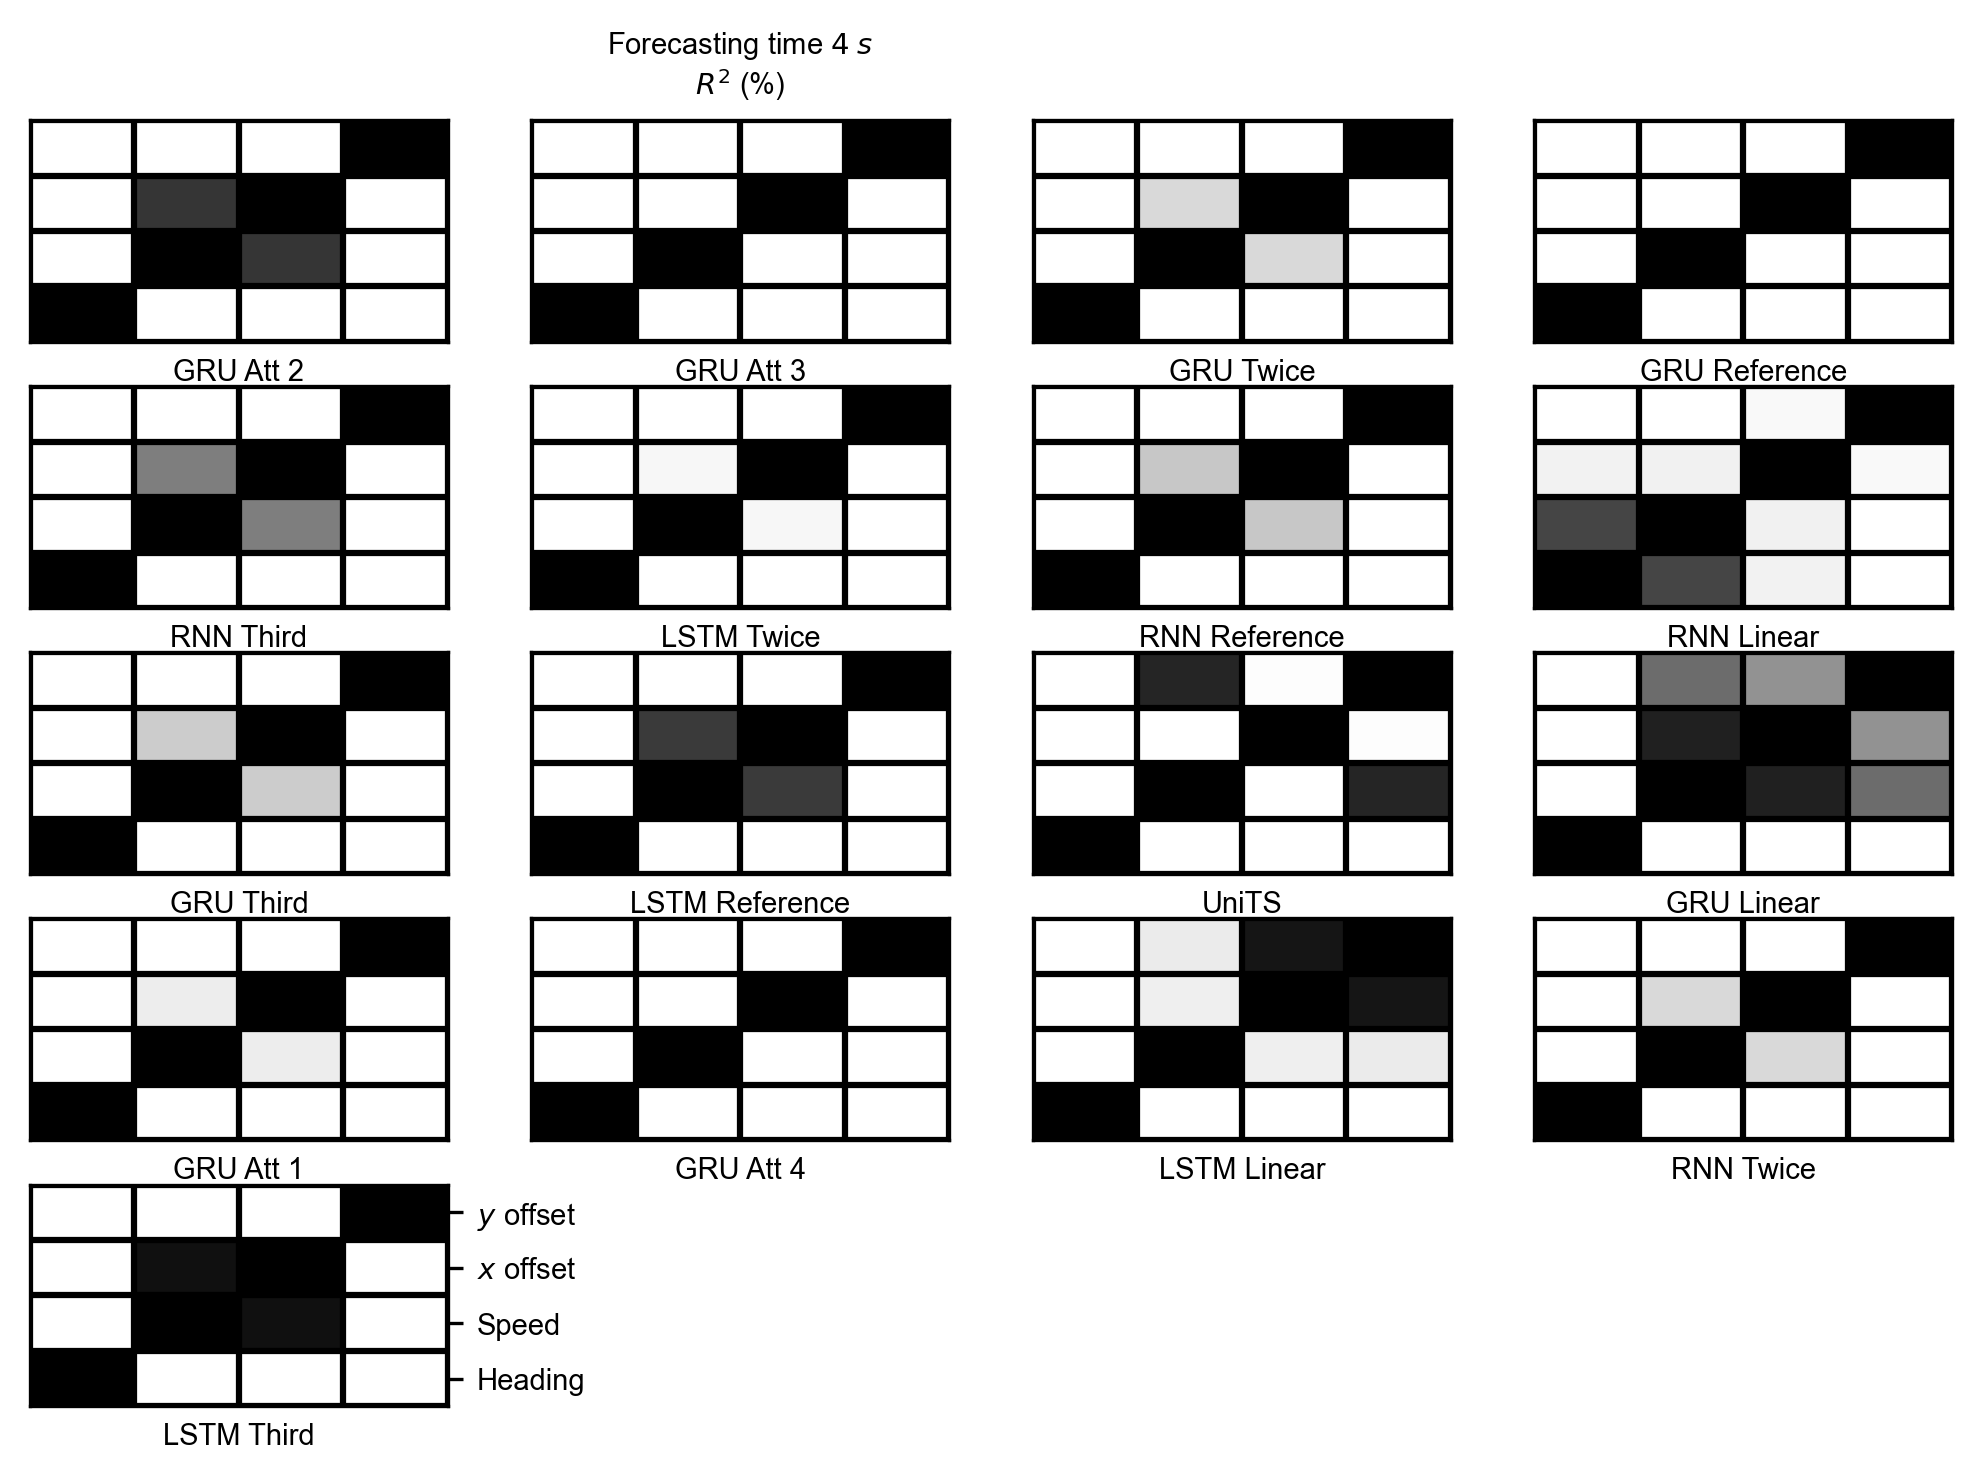 Forecasting time 4 s
R² (%)
GRU Att 2
GRU Att 3
GRU Twice
GRU Reference
RNN Third
LSTM Twice
RNN Reference
RNN Linear
GRU Third
LSTM Reference
UniTS
GRU Linear
GRU Att 1
GRU Att 4
LSTM Linear
RNN Twice
y offset
x offset
Speed
Heading
LSTM Third